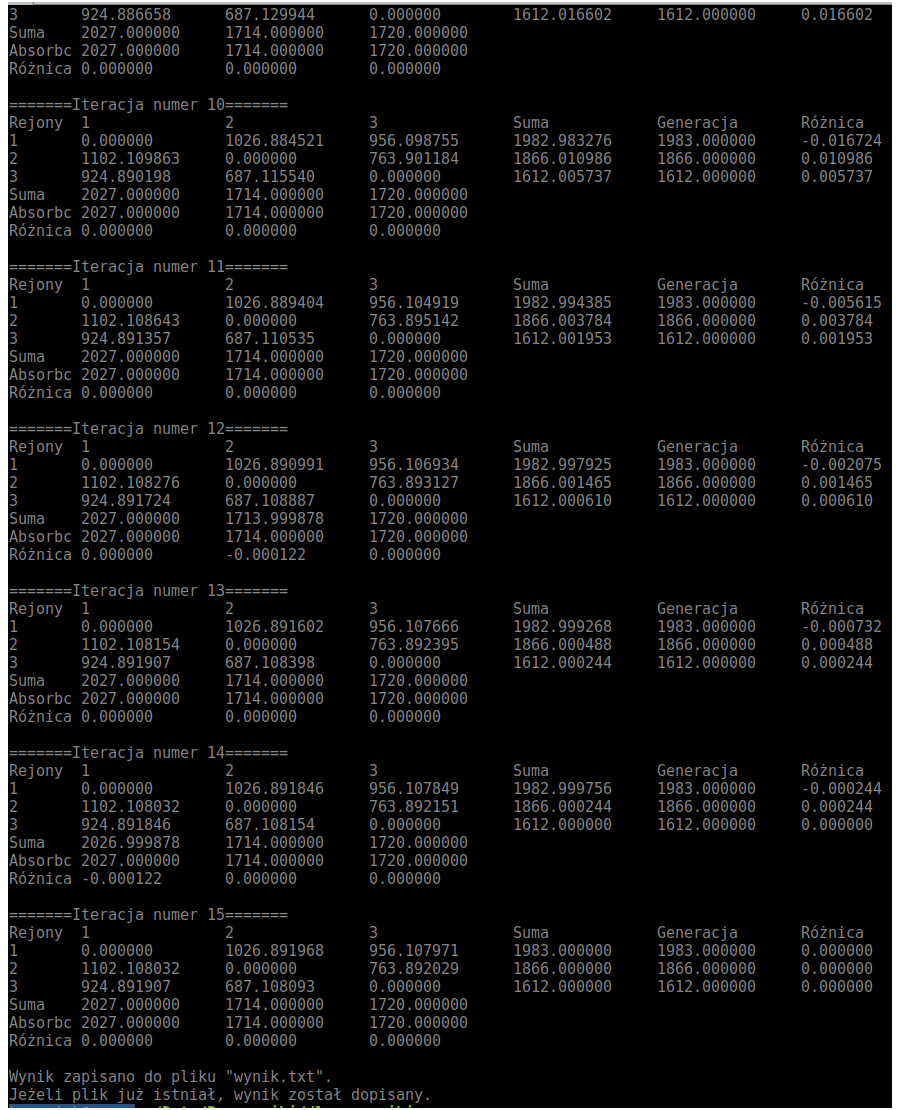 3 924.886658 687.129944 0.000000 1612.016602 1612.000000 0.016602
Suma 2027.000000 1714.000000 1720.000000
Absorbc 2027.000000 1714.000000 1720.000000
Różnica 0.000000 0.000000 0.000000
=======Iteracja numer 10=======
Rejony 1 2 3 Suma Generacja Różnica
1 0.000000 1026.884521 956.098755 1982.983276 1983.000000 -0.016724
2 1102.109863 0.000000 763.901184 1866.010986 1866.000000 0.010986
3 924.890198 687.115540 0.000000 1612.005737 1612.000000 0.005737
Suma 2027.000000 1714.000000 1720.000000
Absorbc 2027.000000 1714.000000 1720.000000
Różnica 0.000000 0.000000 0.000000
=======Iteracja numer 11=======
Rejony 1 2 3 Suma Generacja Różnica
1 0.000000 1026.889404 956.104919 1982.994385 1983.000000 -0.005615
2 1102.108643 0.000000 763.895142 1866.003784 1866.000000 0.003784
3 924.891357 687.110535 0.000000 1612.001953 1612.000000 0.001953
Suma 2027.000000 1714.000000 1720.000000
Absorbc 2027.000000 1714.000000 1720.000000
Różnica 0.000000 0.000000 0.000000
=======Iteracja numer 12=======
Rejony 1 2 3 Suma Generacja Różnica
1 0.000000 1026.890991 956.106934 1982.997925 1983.000000 -0.002075
2 1102.108276 0.000000 763.893127 1866.001465 1866.000000 0.001465
3 924.891724 687.108887 0.000000 1612.000610 1612.000000 0.000610
Suma 2027.000000 1713.999878 1720.000000
Absorbc 2027.000000 1714.000000 1720.000000
Różnica 0.000000 -0.000122 0.000000
=======Iteracja numer 13=======
Rejony 1 2 3 Suma Generacja Różnica
1 0.000000 1026.891602 956.107666 1982.999268 1983.000000 -0.000732
2 1102.108154 0.000000 763.892395 1866.000488 1866.000000 0.000488
3 924.891907 687.108398 0.000000 1612.000244 1612.000000 0.000244
Suma 2027.000000 1714.000000 1720.000000
Absorbc 2027.000000 1714.000000 1720.000000
Różnica 0.000000 0.000000 0.000000
=======Iteracja numer 14=======
Rejony 1 2 3 Suma Generacja Różnica
1 0.000000 1026.891846 956.107849 1982.999756 1983.000000 -0.000244
2 1102.108032 0.000000 763.892151 1866.000244 1866.000000 0.000244
3 924.891846 687.108154 0.000000 1612.000000 1612.000000 0.000000
Suma 2026.999878 1714.000000 1720.000000
Absorbc 2027.000000 1714.000000 1720.000000
Różnica -0.000122 0.000000 0.000000
=======Iteracja numer 15=======
Rejony 1 2 3 Suma Generacja Różnica
1 0.000000 1026.891968 956.107971 1983.000000 1983.000000 0.000000
2 1102.108032 0.000000 763.892029 1866.000000 1866.000000 0.000000
3 924.891907 687.108093 0.000000 1612.000000 1612.000000 0.000000
Suma 2027.000000 1714.000000 1720.000000
Absorbc 2027.000000 1714.000000 1720.000000
Różnica 0.000000 0.000000 0.000000
Wynik zapisano do pliku "wynik.txt".
Jeżeli plik już istniał, wynik został dopisany.